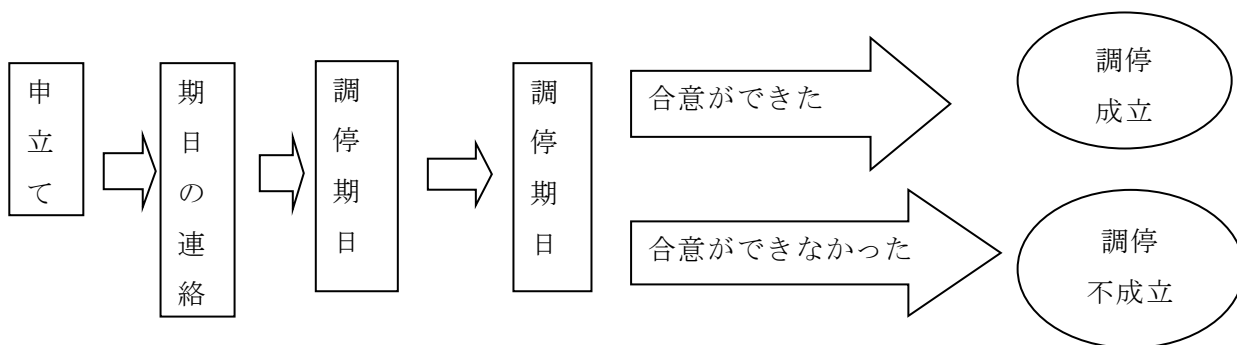 申立て
期日の連絡
調停期日
調停期日
合意ができた
調停
成立
合意ができなかった
調停
不成立